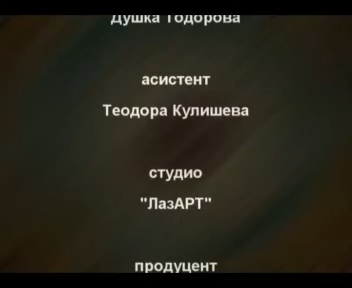 Душка Тодорова
асистент
Теодора Кулишева
студио
"ЛазАРТ"
продуцент